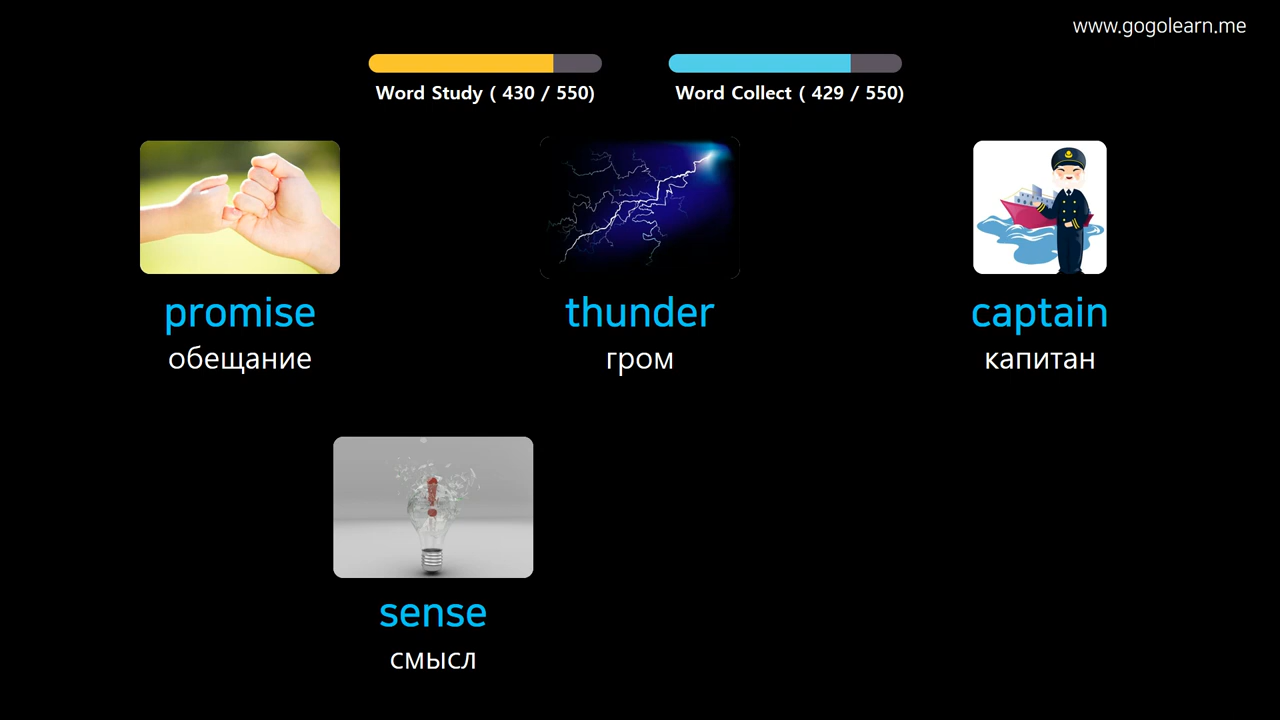 www.gogolearn.me
Word Study ( 430 / 550)
Word Collect ( 429 / 550)
promise
thunder
captain
обещание
гром
капитан
sense
смысл